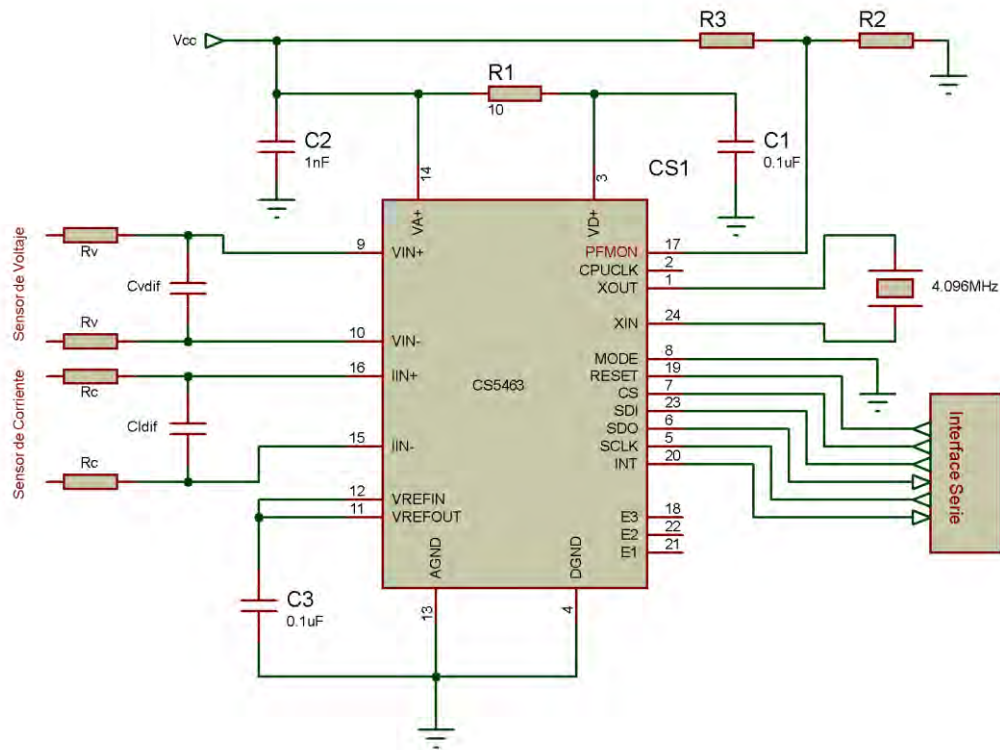 Vcc
R3
R2
R1
10
C2
1nF
C1
0.1uF
CS1
14
3
VA+
VD+
Sensor de Voltaje
Rv
Cvdif
Rv
9
VIN+
10
VIN-
Sensor de Corriente
Rc
CIdif
Rc
16
IIN+
15
IIN-
12
VREFIN
11
VREFOUT
CS5463
PFMON
17
CPUCLK
2
XOUT
1
XIN
24
4.096MHz
MODE
8
RESET
19
CS
7
SDI
23
SDO
6
SCLK
5
INT
20
E3
18
E2
22
E1
21
Interface Serie
AGND
DGND
13
4
C3
0.1uF